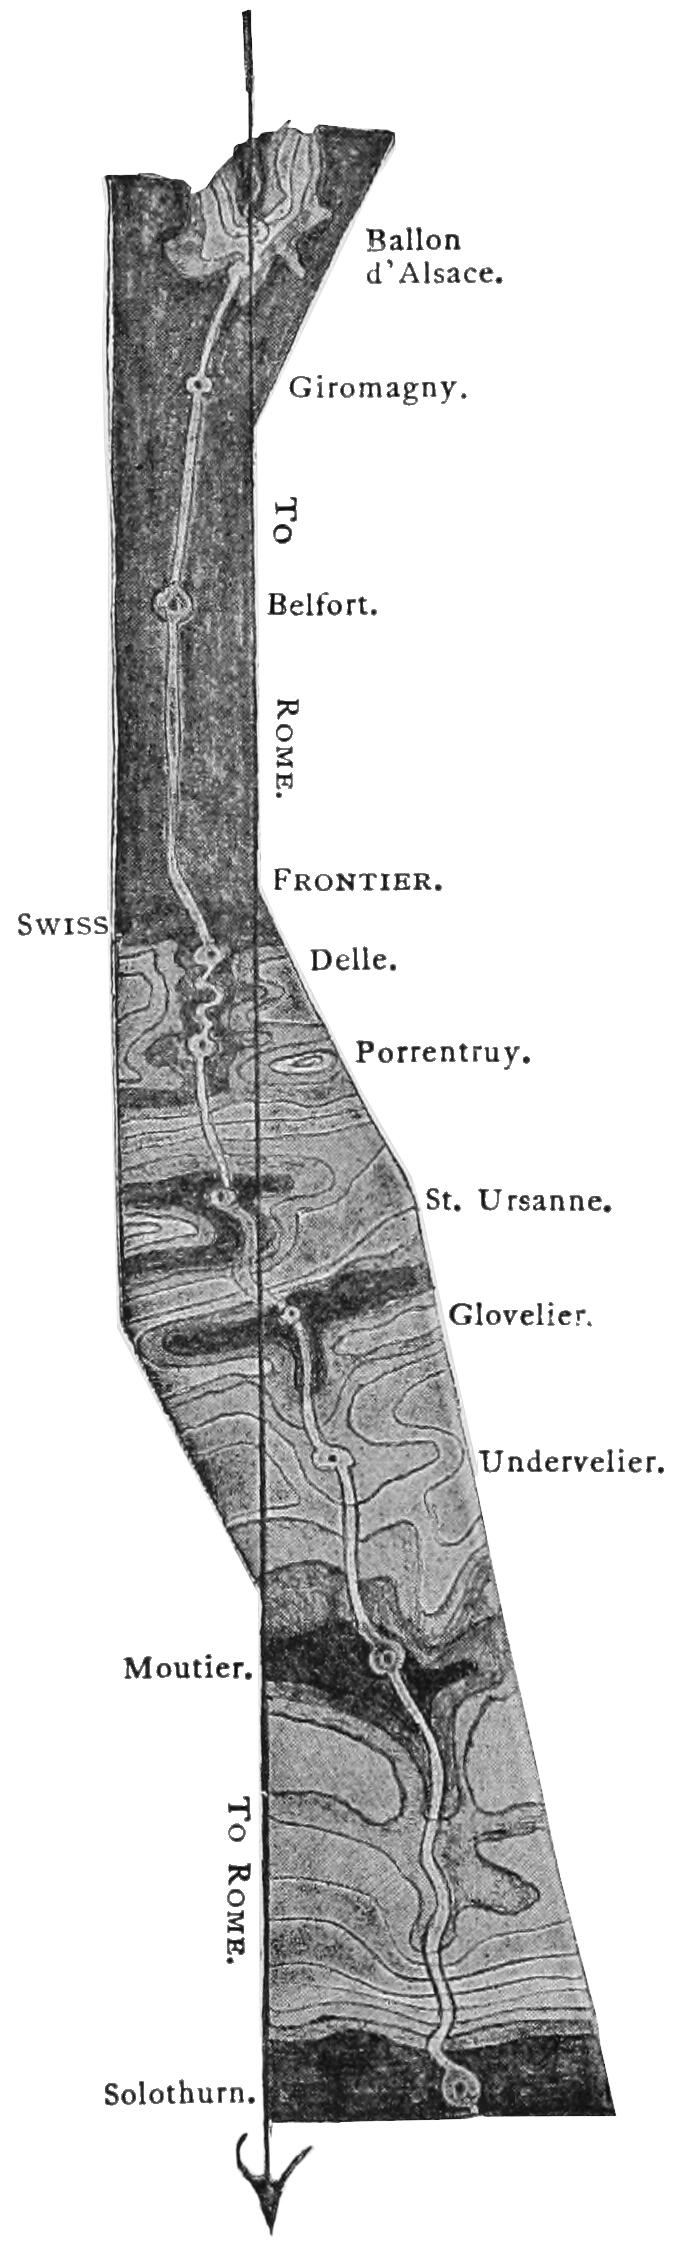 Ballon
d'Alsace.
Giromagny.
TO
Belfort.
ROME.
FRONTIER.
SWISS
Delle.
Porrentruy.
St. Ursanne.
Glovelier.
Undervelier.
Moutier.
TO ROME.
Solothurn.